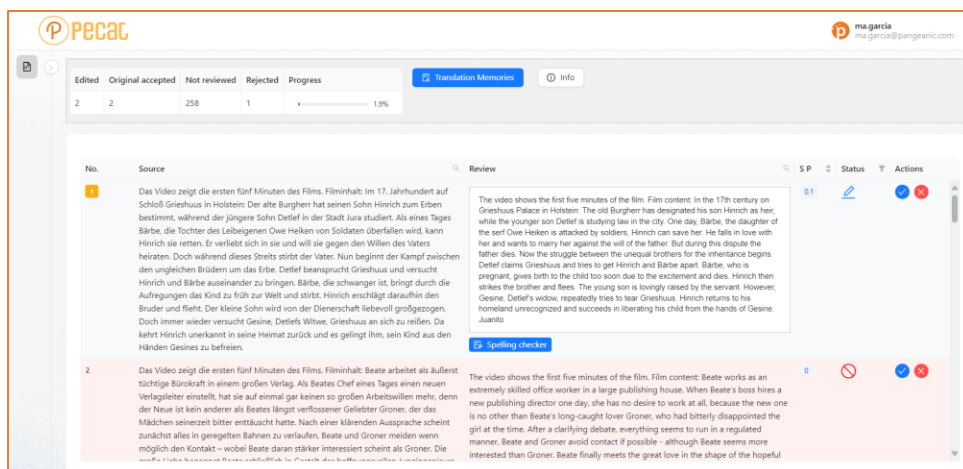 Pecat
ma.garcia
ma.garcia@pangeanic.com
Edited Original accepted Not reviewed Rejected Progress
2 2 258 1 1.9%
Translation Memories
Info
No. Source Review S P Status Actions
1
Das Video zeigt die ersten fünf Minuten des Films. Filminhalt: Im 17. Jahrhundert auf
Schloß Grieshuus in Holstein: Der alte Burgherr hat seinen Sohn Hinrich zum Erben
bestimmt, während der jüngere Sohn Detlef in der Stadt Jura studiert. Als eines Tages
Bärbe, die Tochter des Leibeigenen Owe Heiken von Soldaten überfallen wird, kann
Hinrich sie retten. Er verliebt sich in sie und will sie gegen den Willen des Vaters
heiraten. Doch während dieses Streits stirbt der Vater. Nun beginnt der Kampf zwischen
den ungleichen Brüdern um das Erbe. Detlef beansprucht Grieshuus und versucht
Hinrich und Bärbe auseinander zu bringen. Bärbe, die schwanger ist, bringt durch die
Aufregungen das Kind zu früh zur Welt und stirbt. Hinrich erschlägt daraufhin den
Bruder und flieht. Der kleine Sohn wird von der Dienerschaft liebevoll großgezogen.
Doch immer wieder versucht Gesine, Detlefs Witwe, Grieshuus an sich zu reißen. Da
kehrt Hinrich unerkannt in seine Heimat zurück und es gelingt ihm, sein Kind aus den
Händen Gesines zu befreien.
The video shows the first five minutes of the film. Film content: In the 17th century on
Grieshuus Palace in Holstein: The old Burgherr has designated his son Hinrich as heir,
while the younger son Detlef is studying law in the city. One day, Bärbe, the daughter of
the serf Owe Heiken is attacked by soldiers, Hinrich can save her. He falls in love with
her and wants to marry her against the will of the father. But during this dispute the
father dies. Now the struggle between the unequal brothers for the inheritance begins.
Detlef claims Grieshuus and tries to get Hinrich and Bärbe apart. Bärbe, who is
pregnant, gives birth to the child too soon due to the excitement and dies. Hinrich then
strikes the brother and flees. The young son is lovingly raised by the servant. However,
Gesine, Detlef's widow, repeatedly tries to tear Grieshuus. Hinrich returns to his
homeland unrecognized and succeeds in liberating his child from the hands of Gesine.
Juanito
Spelling checker
0.1
2
Das Video zeigt die ersten fünf Minuten des Films. Filminhalt: Beate arbeitet als äußerst
tüchtige Bürokraft in einem großen Verlag. Als Beates Chef eines Tages einen neuen
Verlagsleiter einstellt, hat sie auf einmal gar keinen so großen Arbeitswillen mehr, denn
der Neue ist kein anderer als Beates längst verflossener Geliebter Groner, der das
Mädchen seinerzeit bitter enttäuscht hatte. Nach einer klärenden Aussprache scheint
zunächst alles in geregelten Bahnen zu verlaufen, Beate und Groner meiden wenn
möglich den Kontakt – wobei Beate daran stärker interessiert scheint als Groner. Die
große Liebe begegnet Beate schließlich in Gestalt des hoffnungsvollen Jungingenieurs
The video shows the first five minutes of the film. Film content: Beate works as an
extremely skilled office worker in a large publishing house. When Beate's boss hires a
new publishing director one day, she has no desire to work at all, because the new one
is no other than Beate's long-caught lover Groner, who had bitterly disappointed the
girl at the time. After a clarifying debate, everything seems to run in a regulated
manner, Beate and Groner avoid contact if possible - although Beate seems more
interested than Groner. Beate finally meets the great love in the shape of the hopeful
0